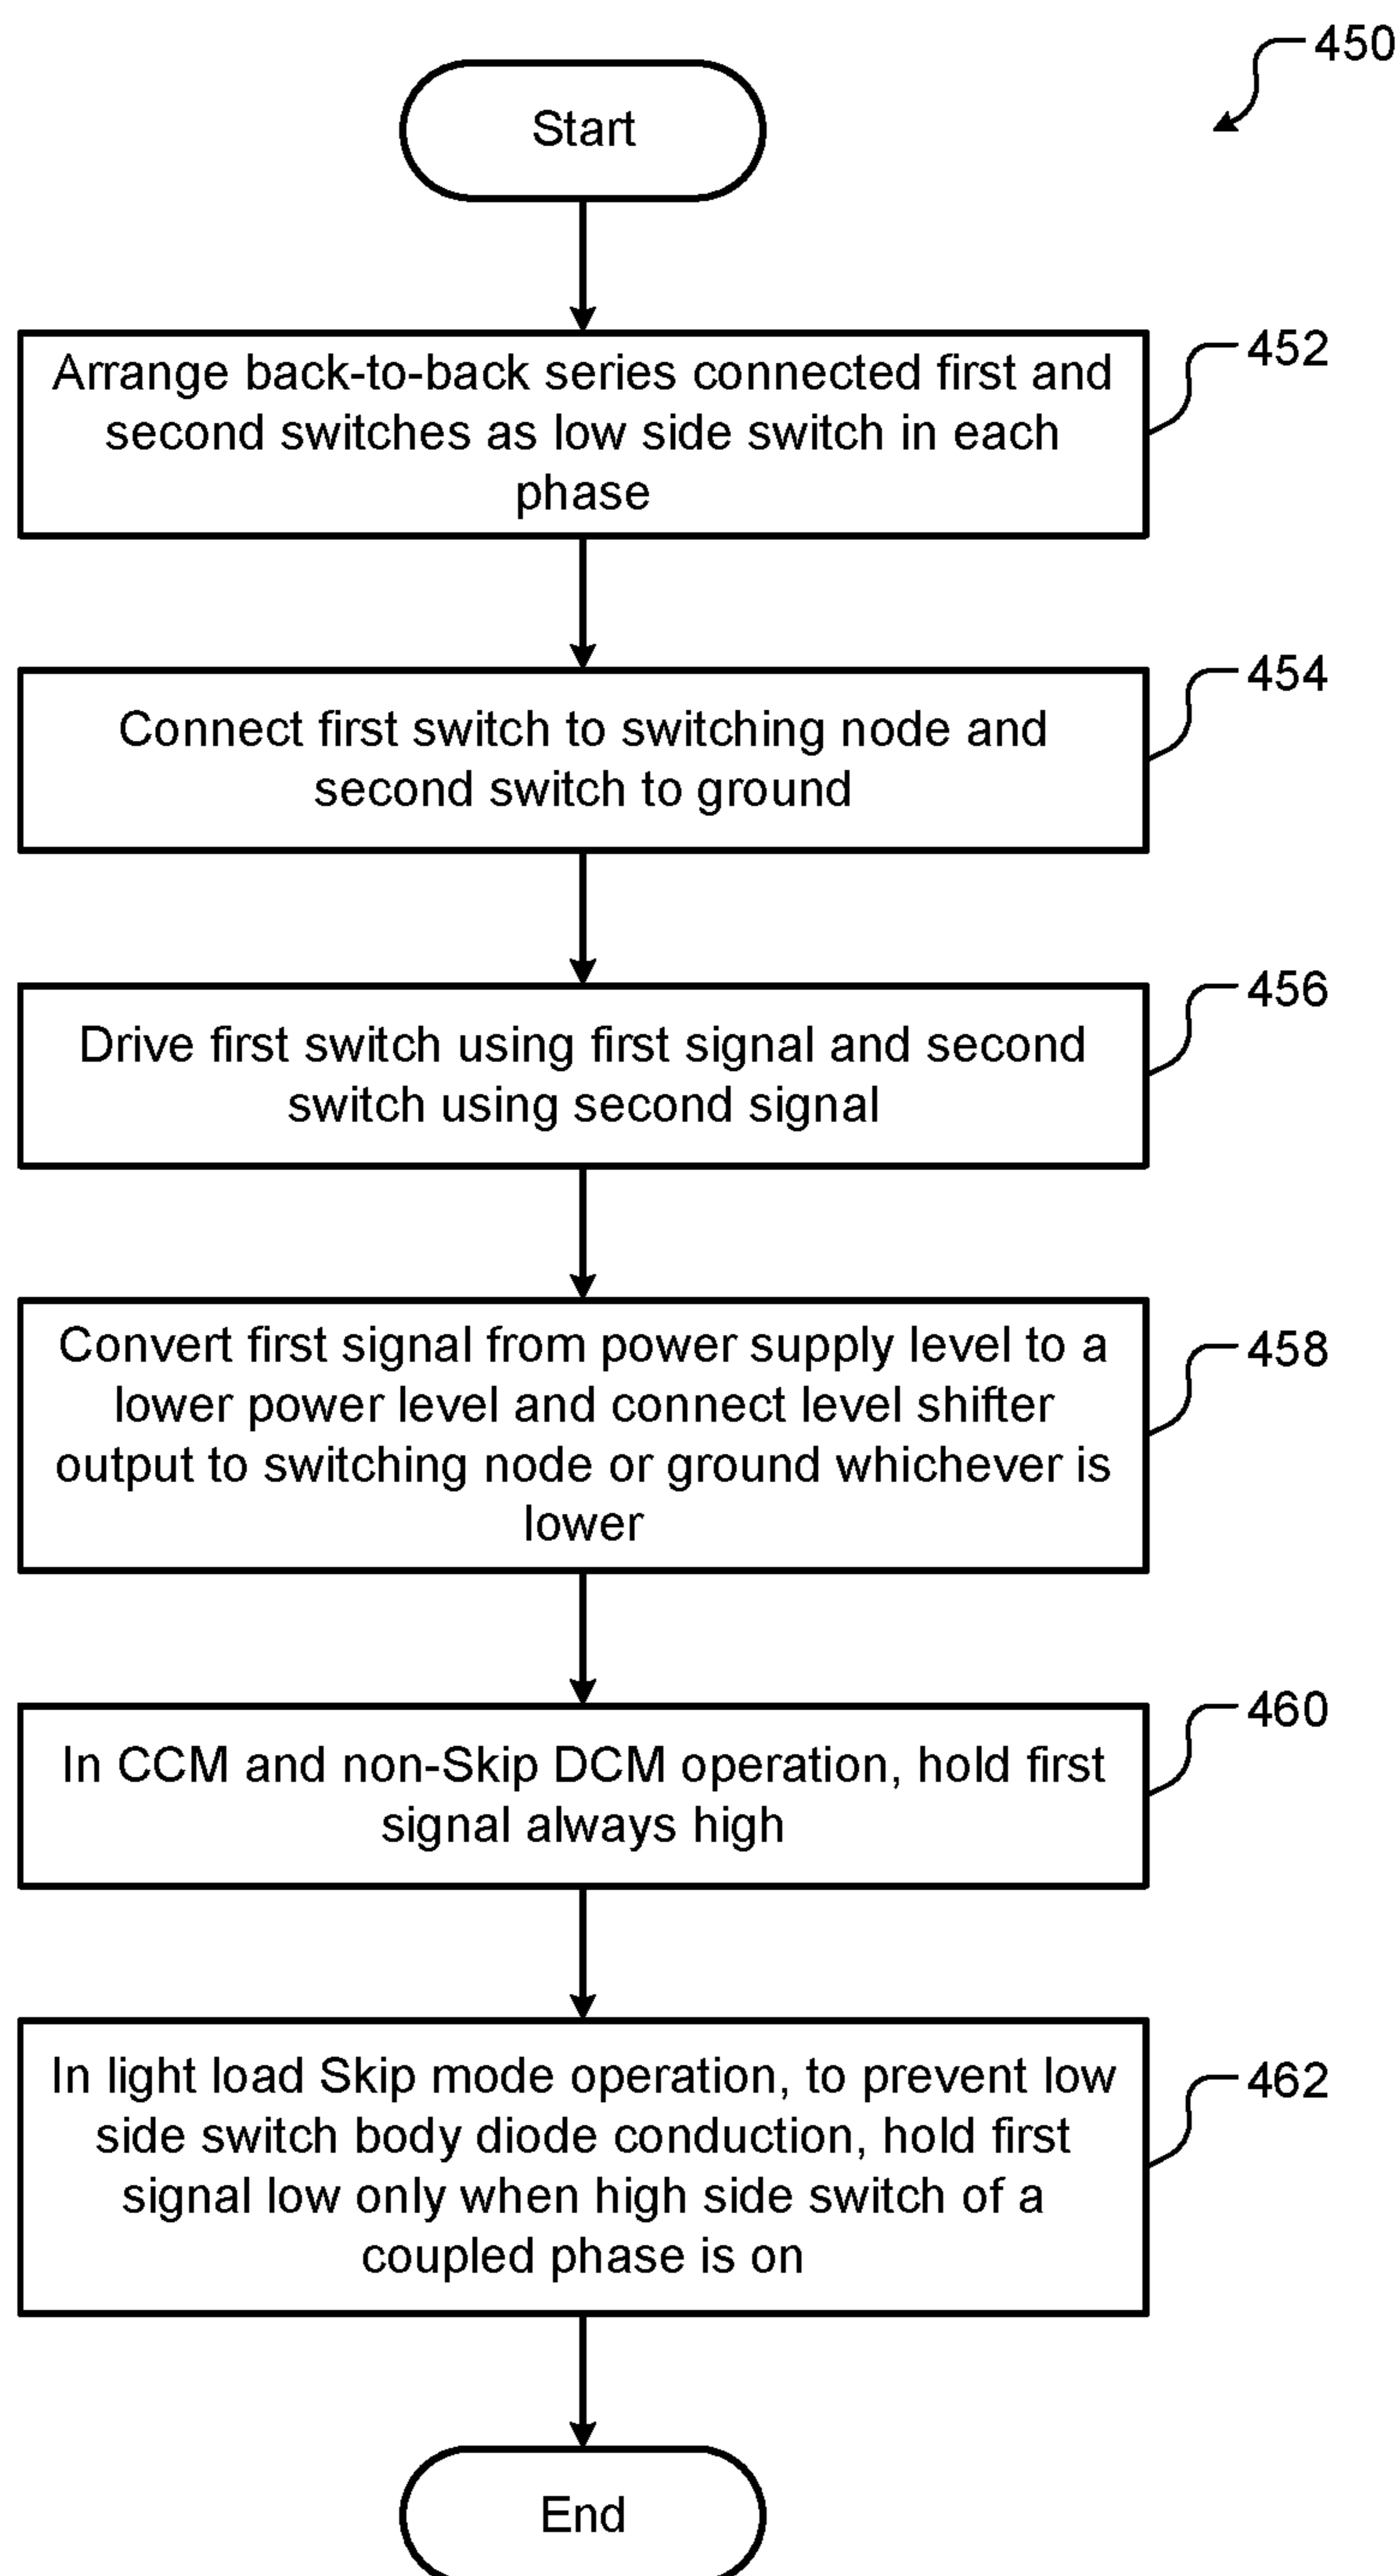 450
Start
452
Arrange back-to-back series connected first and
second switches as low side switch in each
phase
454
Connect first switch to switching node and
second switch to ground
456
Drive first switch using first signal and second
switch using second signal
458
Convert first signal from power supply level to a
lower power level and connect level shifter
output to switching node or ground whichever is
lower
460
In CCM and non-Skip DCM operation, hold first
signal always high
462
In light load Skip mode operation, to prevent low
side switch body diode conduction, hold first
signal low only when high side switch of a
coupled phase is on
End